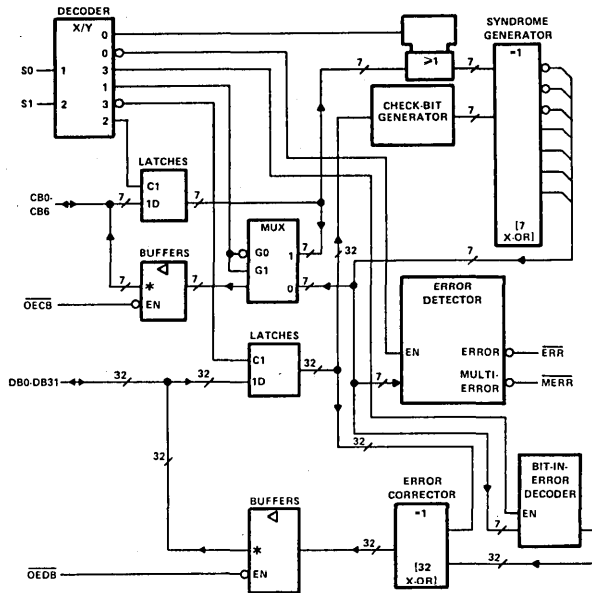 DECODER
X/Y
0
0
S0
1
3
1
S1
2
3
2
SYNDROME
GENERATOR
=1
7
≥1
7
CHECK-BIT
GENERATOR
7
[7
X-OR]
LATCHES
CB0-
CB6
7
C1
1D
7
MUX
G0
G1
1
0
7
7
32
7
BUFFERS
7
*
EN
7
OECB
ERROR
DETECTOR
EN
ERROR
MULTI-
ERROR
ERR
MERR
7
LATCHES
DB0-DB31
32
32
C1
1D
32
32
32
BUFFERS
*
EN
OEDB
32
ERROR
CORRECTOR
=1
[32
X-OR]
BIT-IN-
ERROR
DECODER
EN
7
32